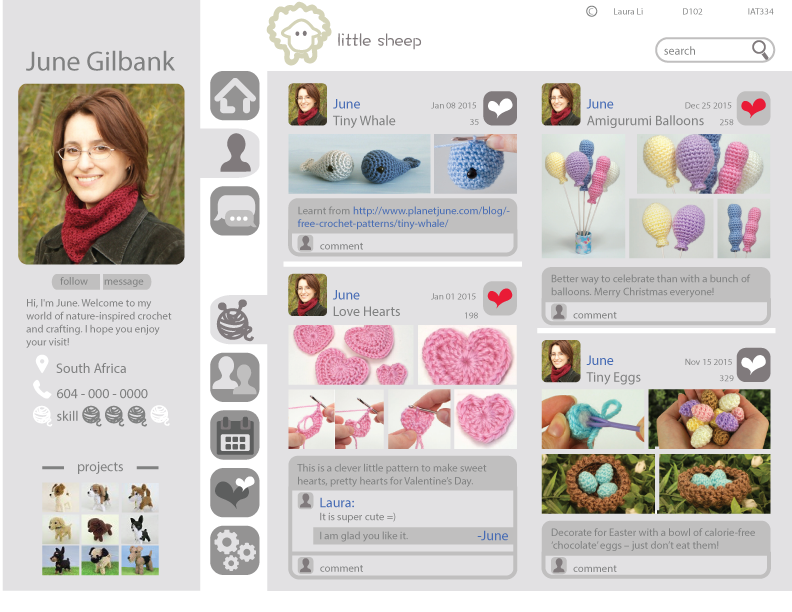 © Laura Li D102 IAT334
little sheep
search
June Gilbank
follow message
Hi, I'm June. Welcome to my
world of nature-inspired crochet
and crafting. I hope you enjoy
your visit!
South Africa
604 - 000 - 0000
skill
projects
June
Jan 08 2015
Tiny Whale
35
Learnt from http://www.planetjune.com/blog/-
free-crochet-patterns/tiny-whale/
comment
June
Jan 01 2015
Love Hearts
198
This is a clever little pattern to make sweet
hearts, pretty hearts for Valentine's Day.
Laura:
It is super cute =)
I am glad you like it. -June
comment
June
Dec 25 2015
Amigurumi Balloons
258
Better way to celebrate than with a bunch of
balloons. Merry Christmas everyone!
comment
June
Nov 15 2015
Tiny Eggs
329
Decorate for Easter with a bowl of calorie-free
'chocolate' eggs – just don't eat them!
comment